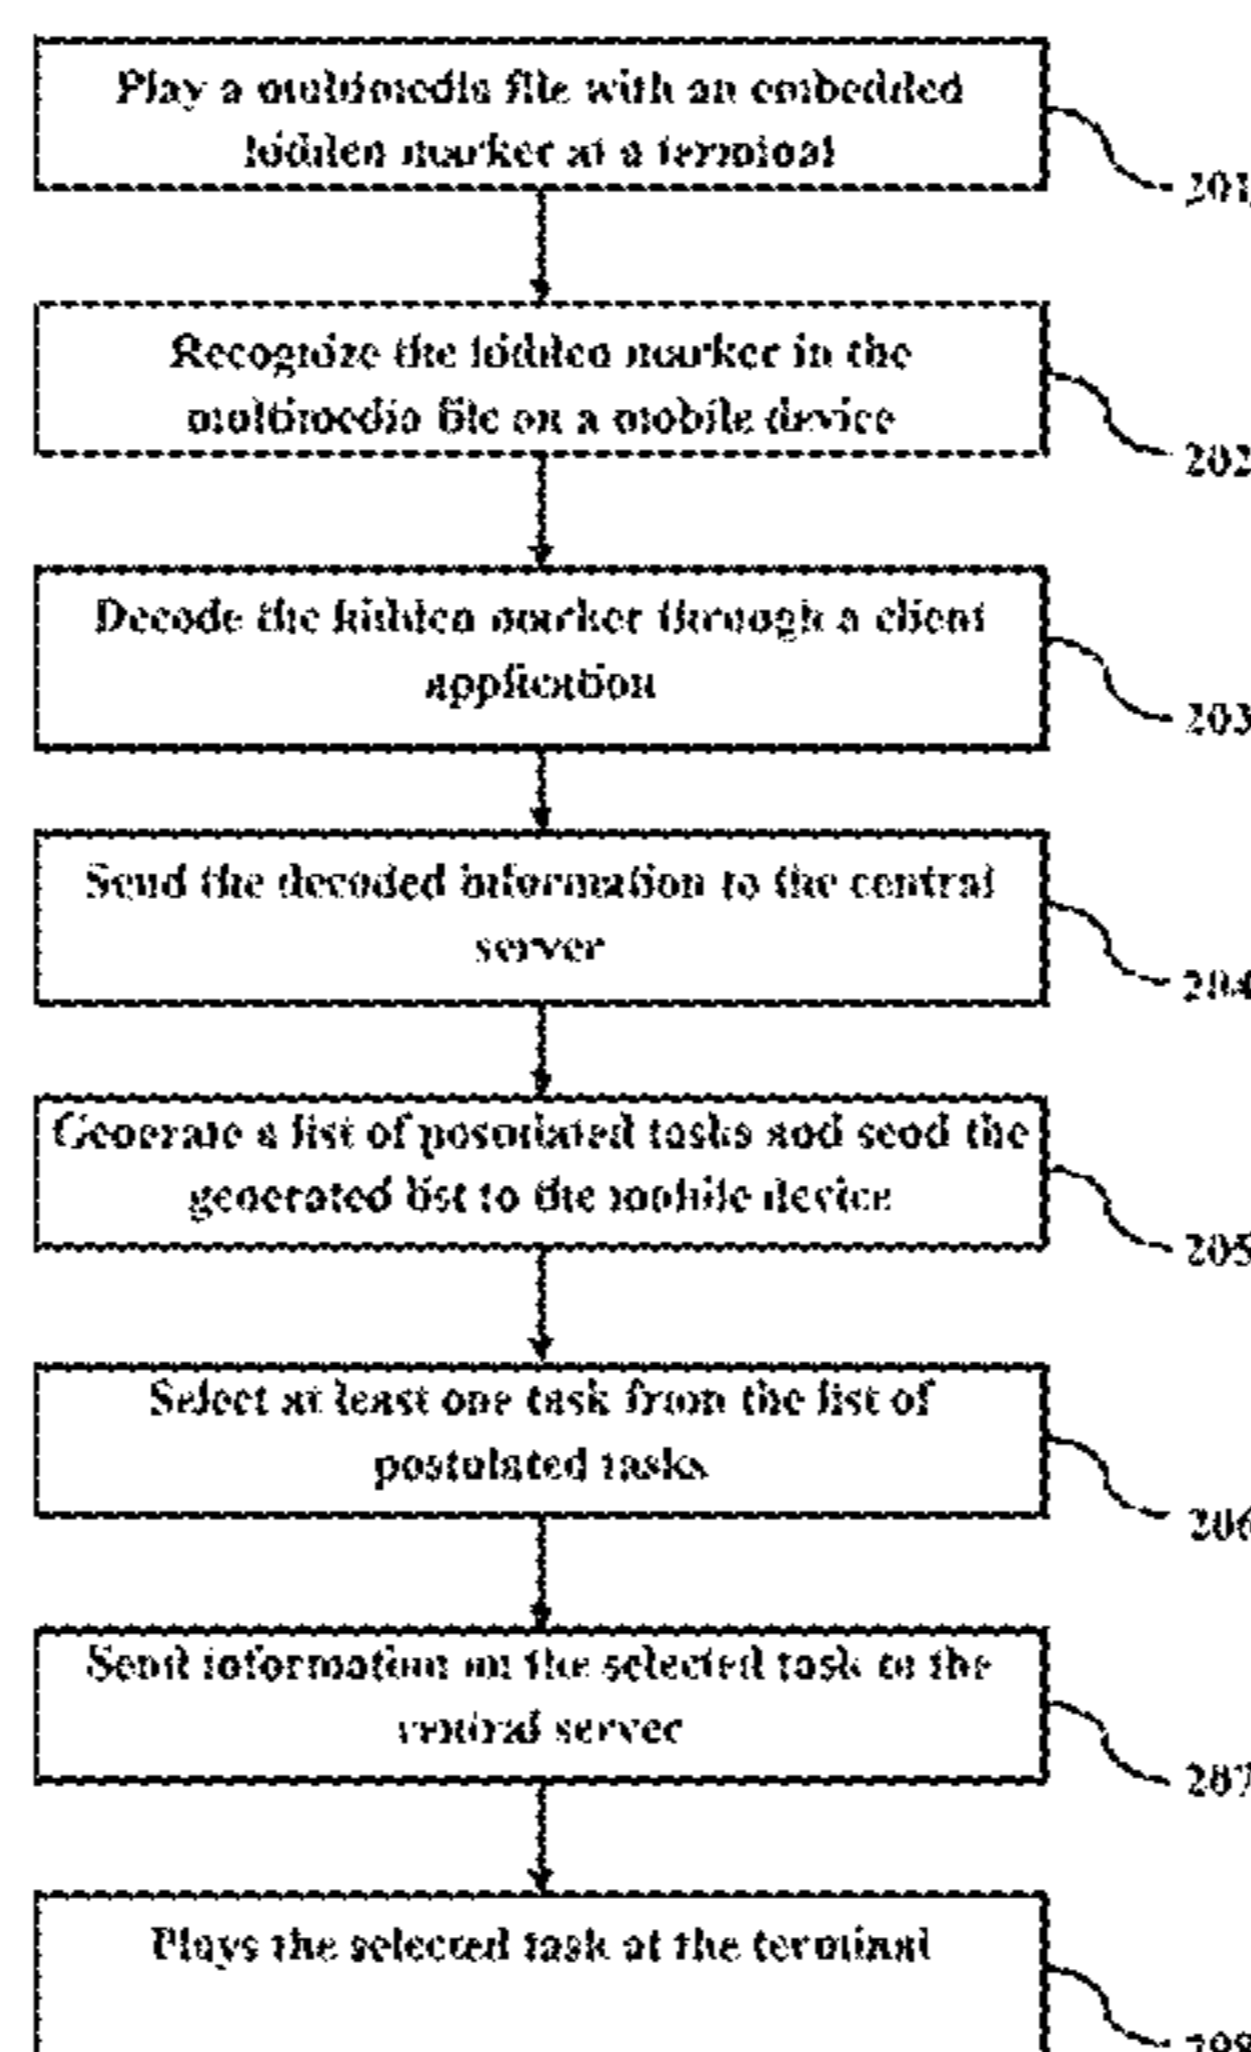 Play a multimedia file with an embedded
hidden marker at a terminal
201
Recognize the hidden marker in the
multimedia file on a mobile device
202
Decode the hidden marker through a client
application
203
Send the decoded information to the central
server
204
Generate a list of postulated tasks and send the
generated list to the mobile device
205
Select at least one task from the list of
postulated tasks
206
Send information on the selected task to the
central server
207
Plays the selected task at the terminal